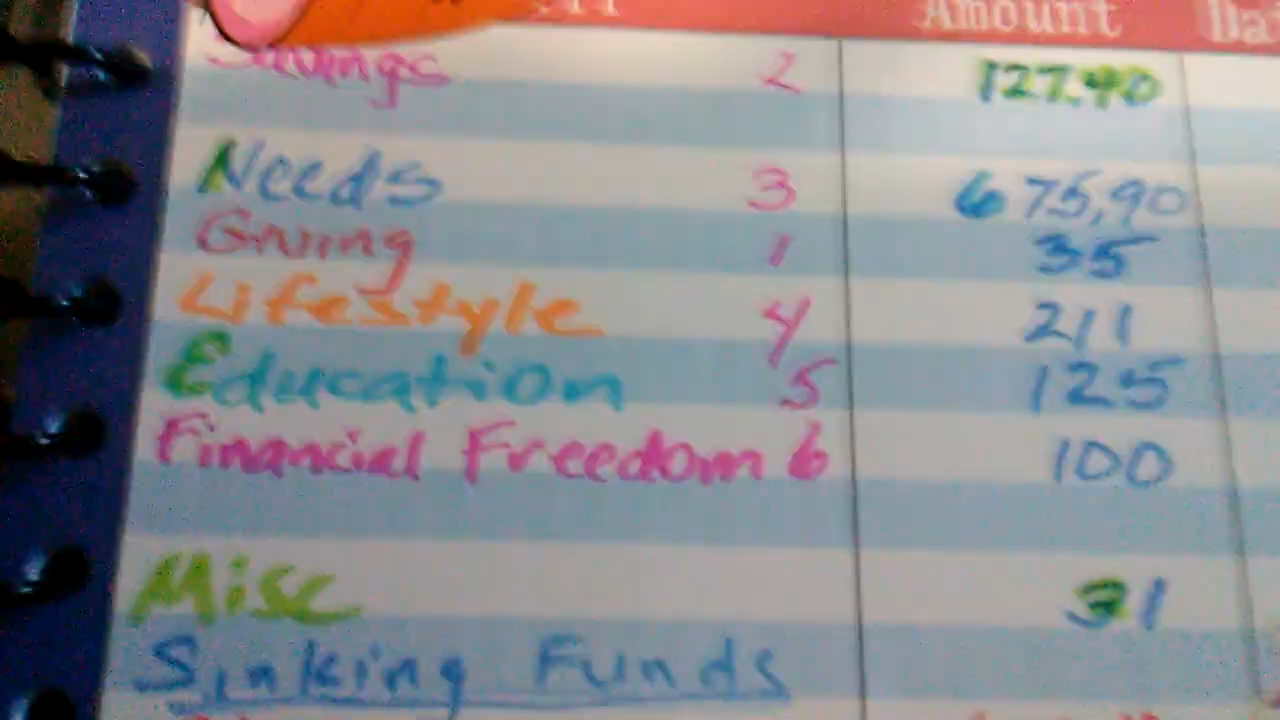 Amount
Savings 2 127.40
Needs 3 675,90
Giving 1 35
Lifestyle 4 211
Education 5 125
Financial Freedom 6 100
Misc 31
Sinking Funds